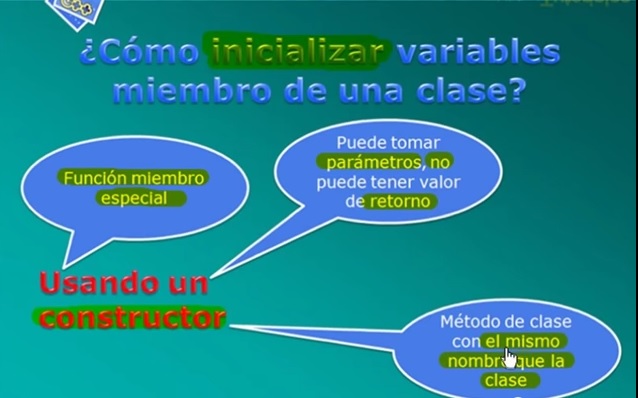 C++
¿Cómo inicializar variables
miembro de una clase?
Función miembro
especial
Puede tomar
parámetros, no
puede tener valor
de retorno
Usando un
constructor
Método de clase
con el mismo
nombre que la
clase